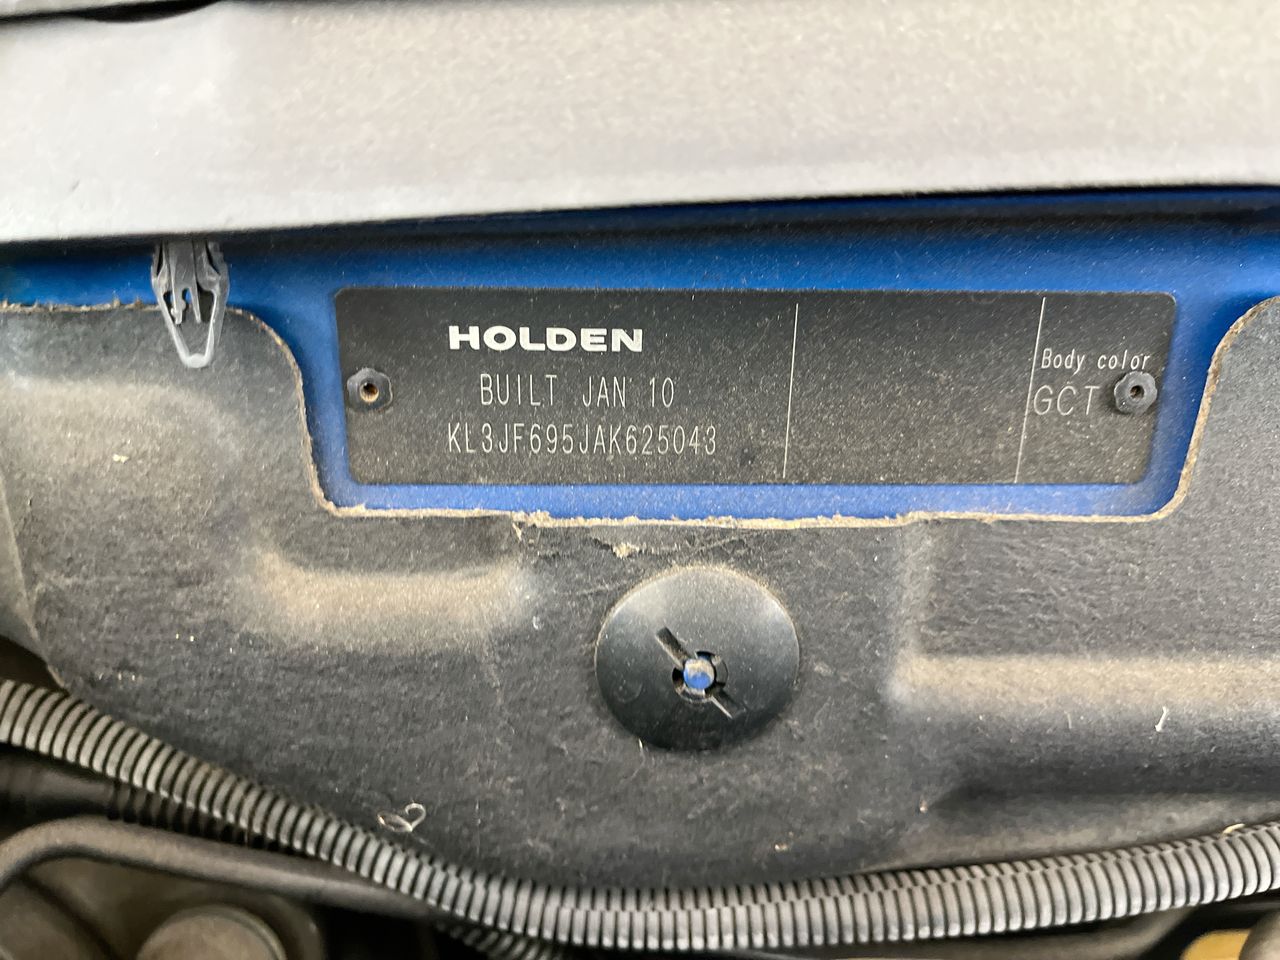 HOLDEN
BUILT JAN 10
KL3JF695JAK625043
Body color
GCT